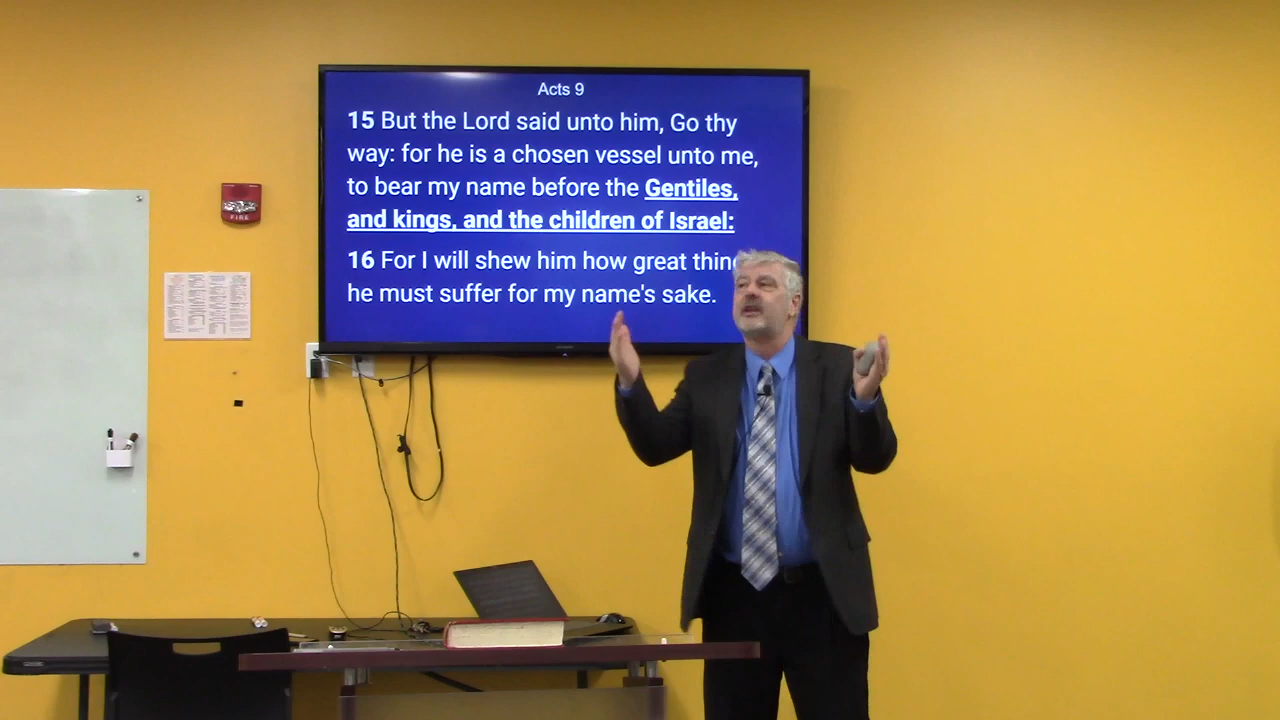 Acts 9
15 But the Lord said unto him, Go thy
way: for he is a chosen vessel unto me,
to bear my name before the Gentiles,
and kings, and the children of Israel:
16 For I will shew him how great thing
he must suffer for my name's sake.
FIRE